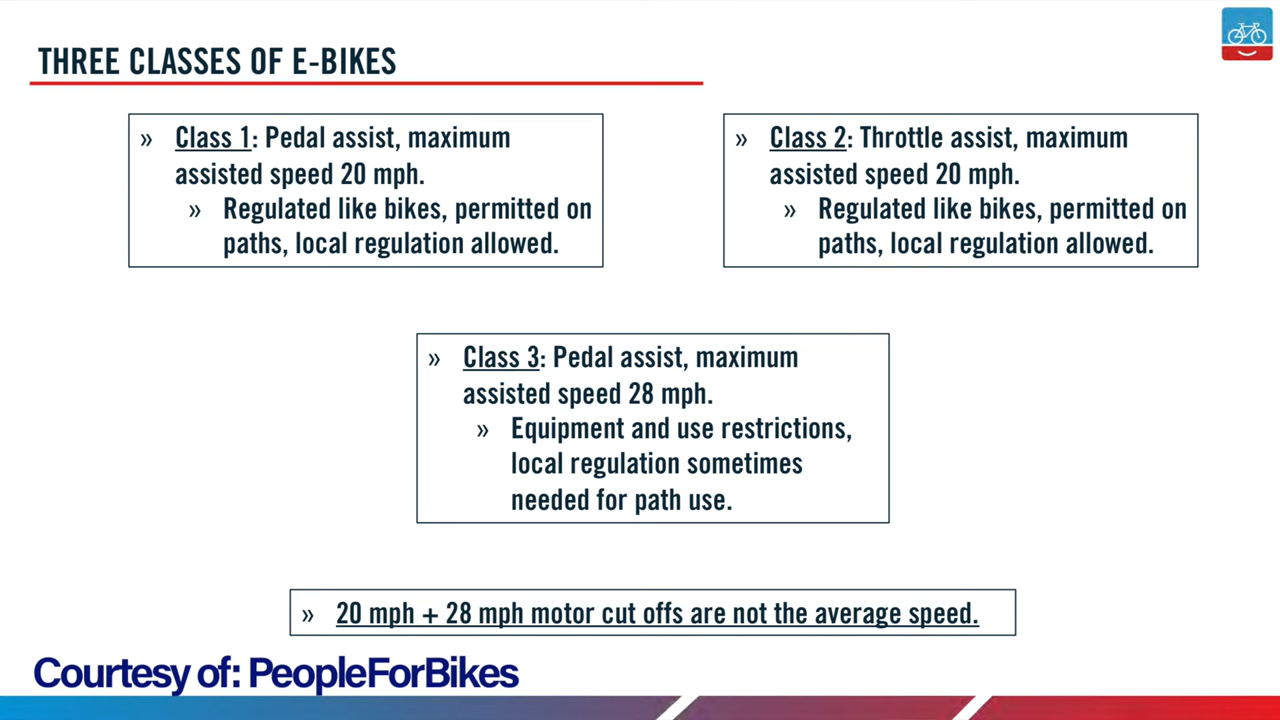 THREE CLASSES OF E-BIKES
» Class 1: Pedal assist, maximum
assisted speed 20 mph.
» Regulated like bikes, permitted on
paths, local regulation allowed.
» Class 2: Throttle assist, maximum
assisted speed 20 mph.
» Regulated like bikes, permitted on
paths, local regulation allowed.
» Class 3: Pedal assist, maximum
assisted speed 28 mph.
» Equipment and use restrictions,
local regulation sometimes
needed for path use.
» 20 mph + 28 mph motor cut offs are not the average speed.
Courtesy of: PeopleForBikes